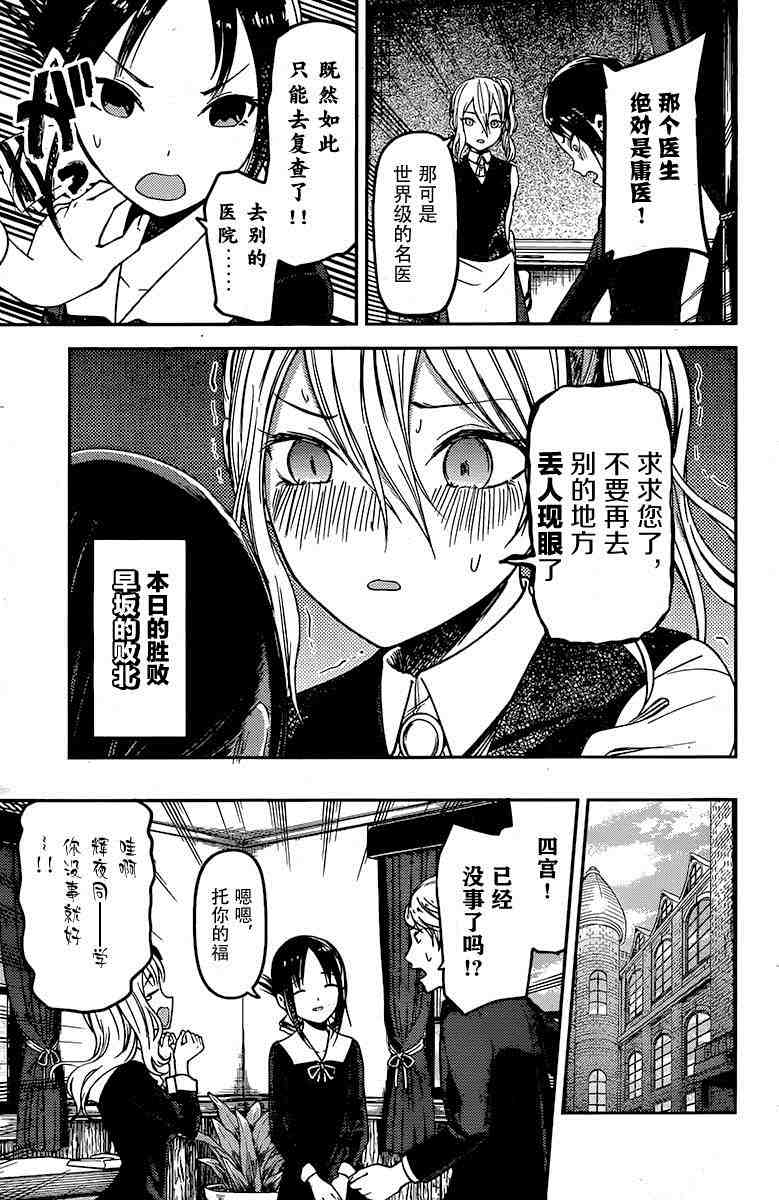 那个医生
绝对是庸医！
那可是
世界级的名医
既然如此
只能去复查了！！
去别的
医院……
求求您了，
不要再去
别的地方
丢人现眼了
本日的胜败
早坂的败北
四宫！
已经
没事了吗！？
嗯嗯，
托你的福
哇啊
辉夜同——学
你没事就好
~！！